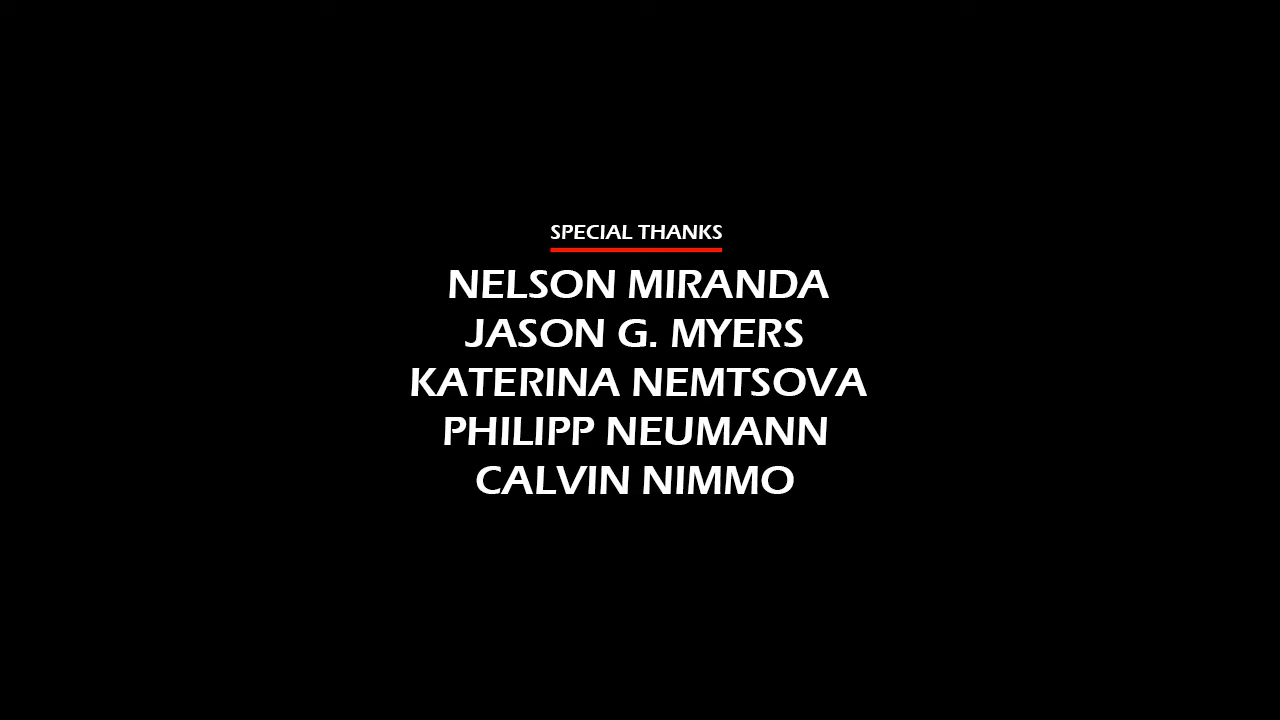 SPECIAL THANKS
NELSON MIRANDA
JASON G. MYERS
KATERINA NEMTSOVA
PHILIPP NEUMANN
CALVIN NIMMO